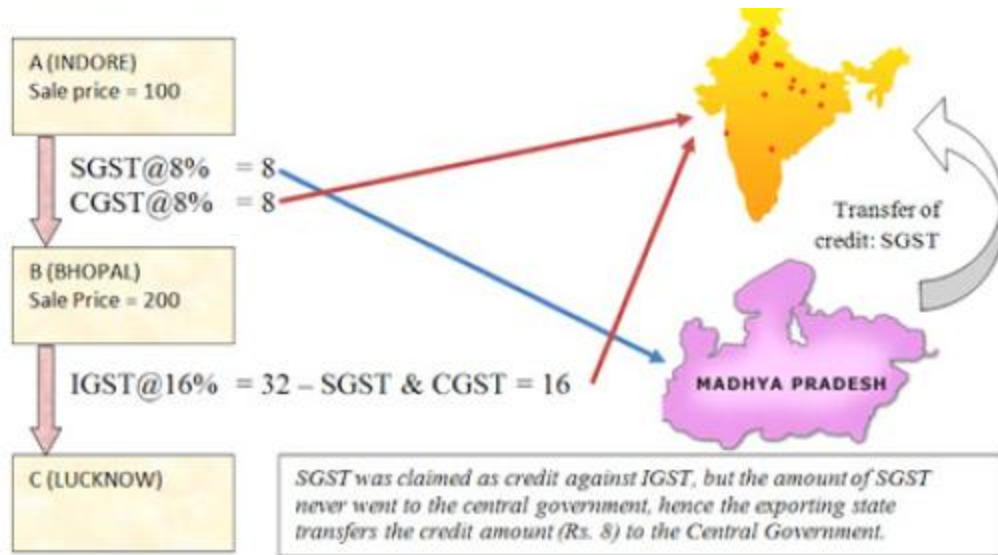 A (INDORE)
Sale price = 100
SGST@8% = 8
CGST@8% = 8
Transfer of
credit: SGST
B (BHOPAL)
Sale Price = 200
IGST@16% = 32 – SGST & CGST = 16
MADHYA PRADESH
C (LUCKNOW)
SGST was claimed as credit against IGST, but the amount of SGST
never went to the central government, hence the exporting state
transfers the credit amount (Rs. 8) to the Central Government.